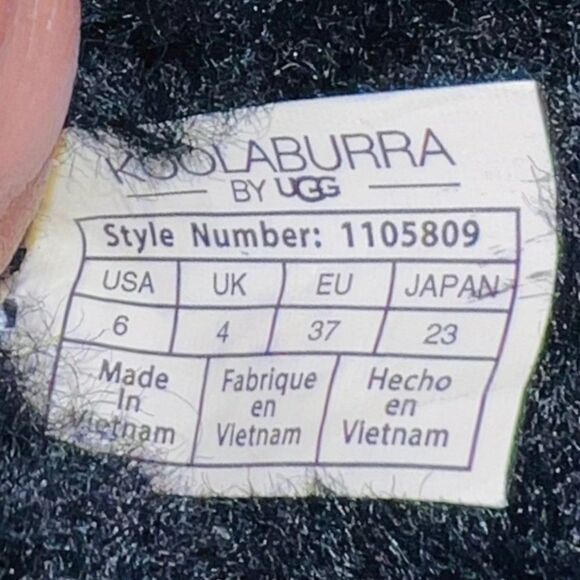 KOOLABURRA
BY UGG
Style Number: 1105809
USA UK EU JAPAN
6 4 37 23
Made Fabrique Hecho
In en en
Vietnam Vietnam Vietnam